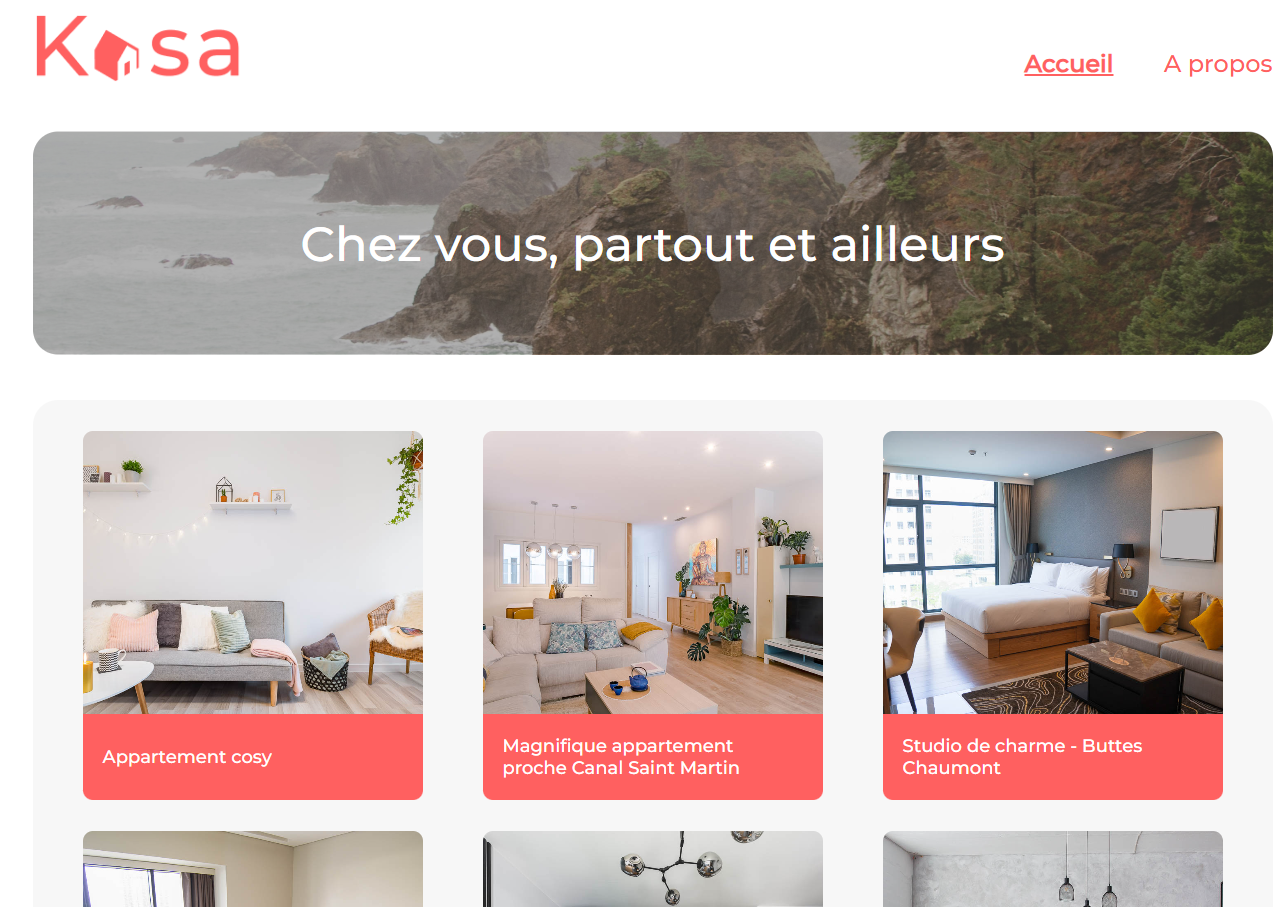 Kasa
Accueil
A propos
Chez vous, partout et ailleurs
Appartement cosy
Magnifique appartement
proche Canal Saint Martin
Studio de charme - Buttes
Chaumont